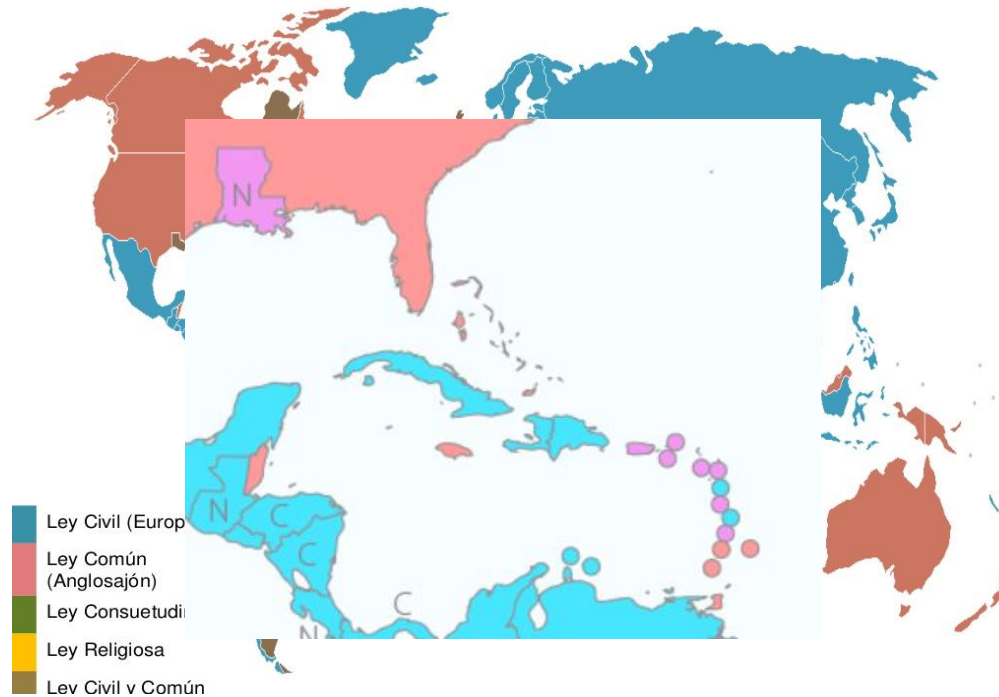 N
N
C
C
C
N
Ley Civil (Europ
Ley Común
(Anglosajón)
Ley Consuetudi
Ley Religiosa
Ley Civil y Común